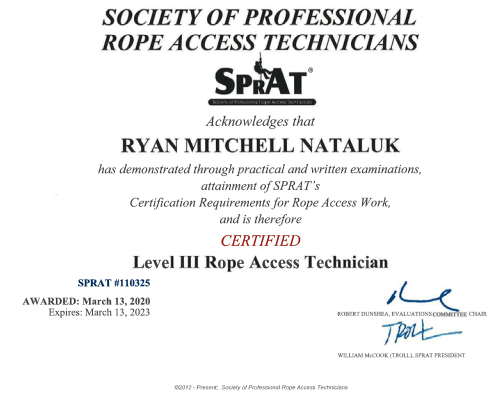 SOCIETY OF PROFESSIONAL
ROPE ACCESS TECHNICIANS
SPRAT®
Society of Professional Rope Access Technicians
Acknowledges that
RYAN MITCHELL NATALUK
has demonstrated through practical and written examinations,
attainment of SPRAT's
Certification Requirements for Rope Access Work,
and is therefore
CERTIFIED
Level III Rope Access Technician
SPRAT #110325
AWARDED: March 13, 2020
Expires: March 13, 2023
ROBERT DUNSHEA, EVALUATIONS COMMITTEE CHAIR
WILLIAM McCOOK (TROLL), SPRAT PRESIDENT
©2012 - Present; Society of Professional Rope Access Technicians